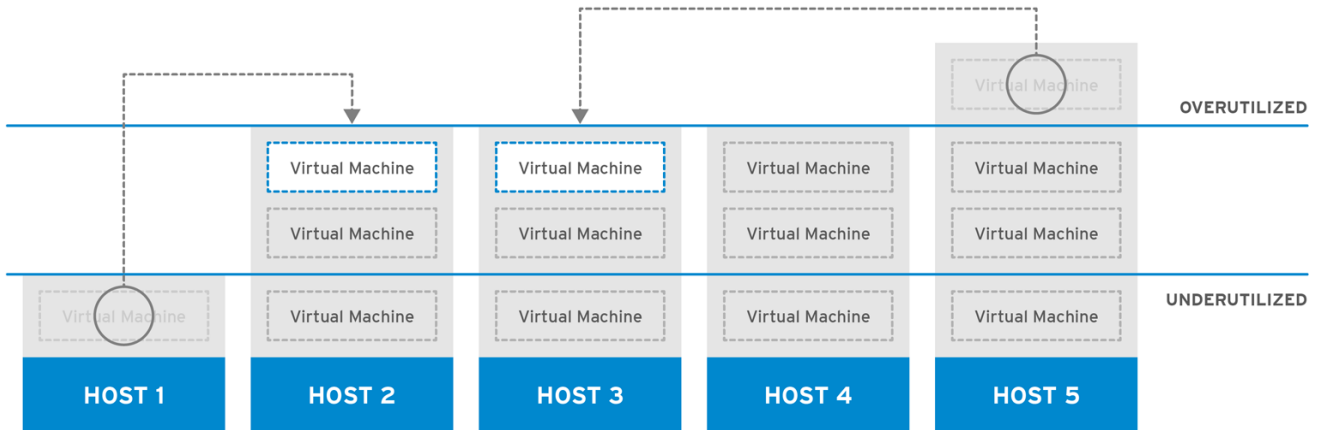 Virtual Machine
OVERUTILIZED
Virtual Machine Virtual Machine Virtual Machine Virtual Machine
Virtual Machine Virtual Machine Virtual Machine Virtual Machine
UNDERUTILIZED
Virtual Machine Virtual Machine Virtual Machine Virtual Machine Virtual Machine
HOST 1 HOST 2 HOST 3 HOST 4 HOST 5